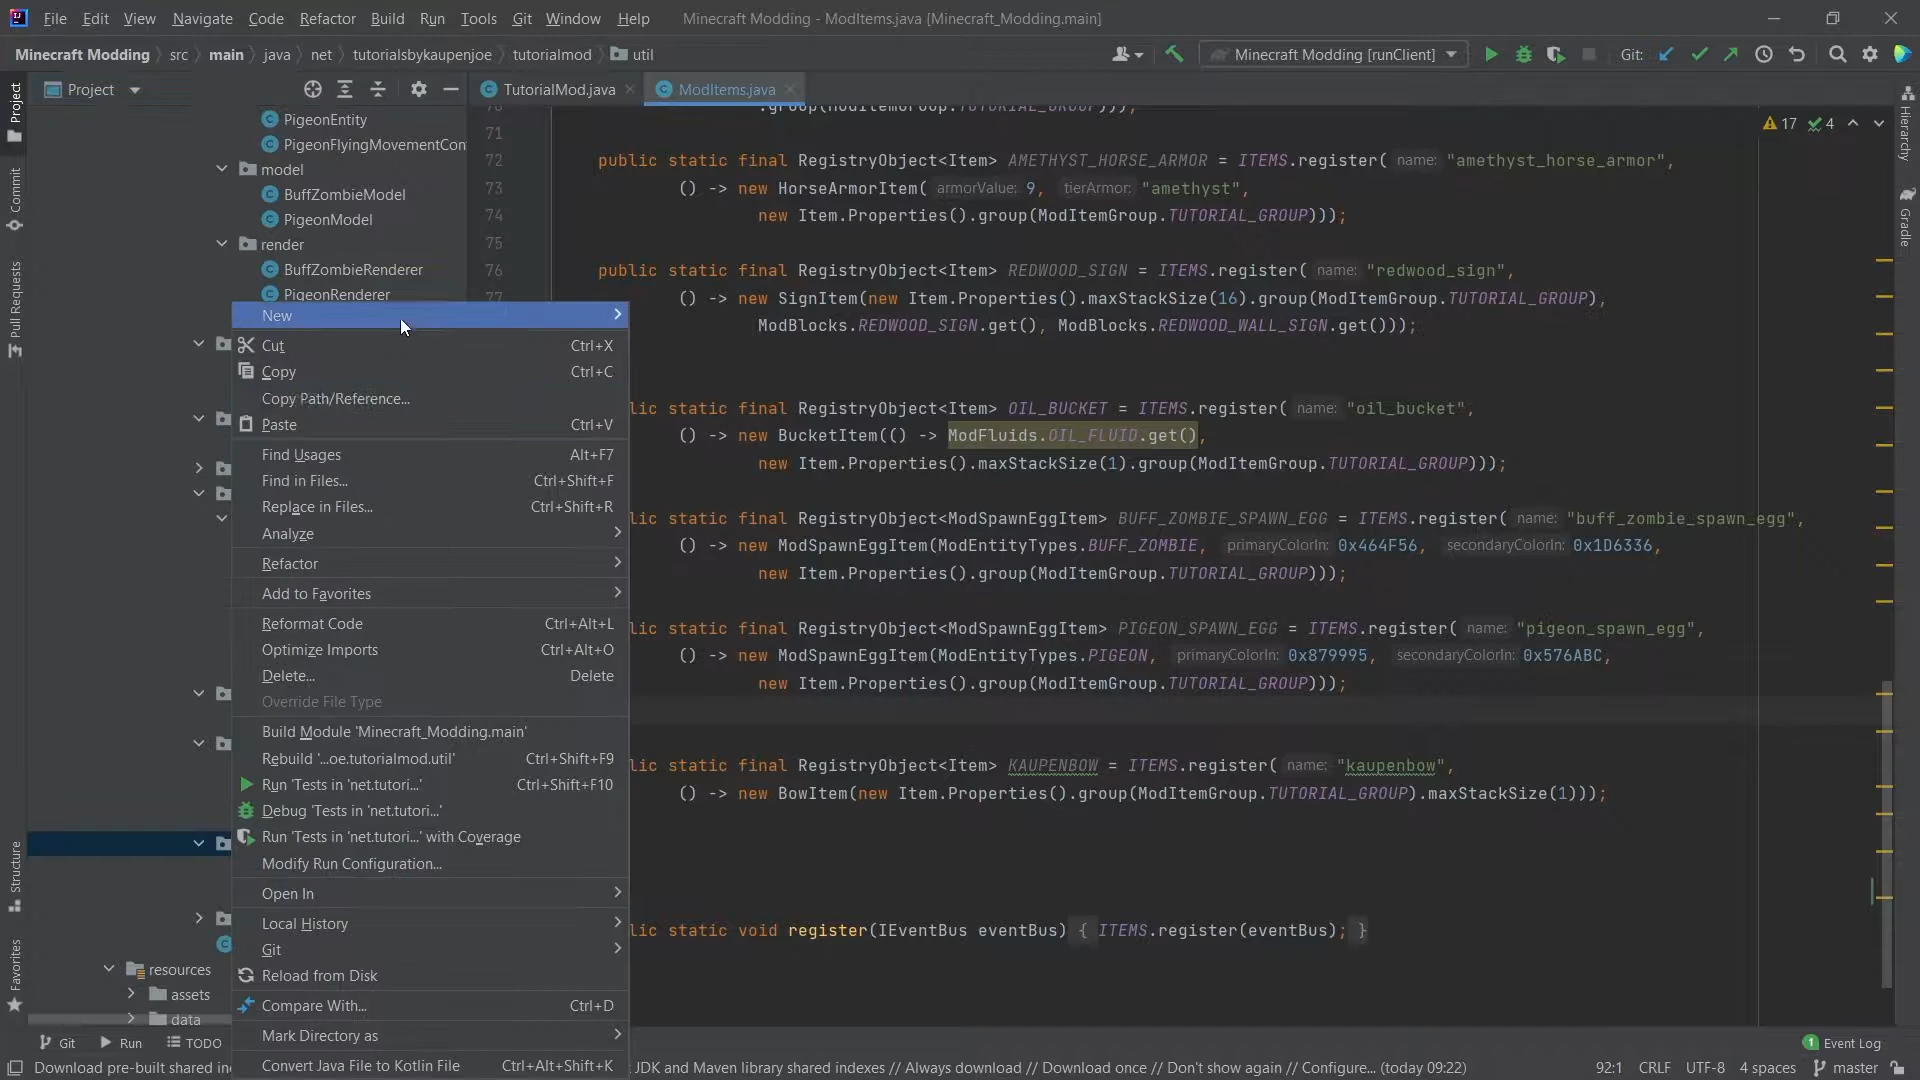 File Edit View Navigate Code Refactor Build Run Tools Git Window Help Minecraft Modding - ModItems.java [Minecraft_Modding.main]
Minecraft Modding src main java net tutorialsbykaupenjoe tutorialmod util Minecraft Modding [runClient] Git:
Project TutorialMod.java ModItems.java
Project
Commit
Pull Requests
Structure
Favorites
Hierarchy
Gradle
PigeonEntity
PigeonFlyingMovementCon
model
BuffZombieModel
PigeonModel
render
BuffZombieRenderer
PigeonRenderer
resources
assets
data
New
Cut Ctrl+X
Copy Ctrl+C
Copy Path/Reference...
Paste Ctrl+V
Find Usages Alt+F7
Find in Files... Ctrl+Shift+F
Replace in Files... Ctrl+Shift+R
Analyze
Refactor
Add to Favorites
Reformat Code Ctrl+Alt+L
Optimize Imports Ctrl+Alt+O
Delete... Delete
Override File Type
Build Module 'Minecraft_Modding.main'
Rebuild '...oe.tutorialmod.util' Ctrl+Shift+F9
Run 'Tests in 'net.tutori...' Ctrl+Shift+F10
Debug 'Tests in 'net.tutori...'
Run 'Tests in 'net.tutori...' with Coverage
Modify Run Configuration...
Open In
Local History
Git
Reload from Disk
Compare With... Ctrl+D
Mark Directory as
Convert Java File to Kotlin File Ctrl+Alt+Shift+K
17 4
70 .group(ModItemGroup.TUTORIAL_GROUP)));
71
72 public static final RegistryObject<Item> AMETHYST_HORSE_ARMOR = ITEMS.register( name: "amethyst_horse_armor",
73 () -> new HorseArmorItem( armorValue: 9, tierArmor: "amethyst",
74 new Item.Properties().group(ModItemGroup.TUTORIAL_GROUP)));
75
76 public static final RegistryObject<Item> REDWOOD_SIGN = ITEMS.register( name: "redwood_sign",
77 () -> new SignItem(new Item.Properties().maxStackSize(16).group(ModItemGroup.TUTORIAL_GROUP),
ModBlocks.REDWOOD_SIGN.get(), ModBlocks.REDWOOD_WALL_SIGN.get()));
lic static final RegistryObject<Item> OIL_BUCKET = ITEMS.register( name: "oil_bucket",
() -> new BucketItem(() -> ModFluids.OIL_FLUID.get(),
new Item.Properties().maxStackSize(1).group(ModItemGroup.TUTORIAL_GROUP)));
lic static final RegistryObject<ModSpawnEggItem> BUFF_ZOMBIE_SPAWN_EGG = ITEMS.register( name: "buff_zombie_spawn_egg",
() -> new ModSpawnEggItem(ModEntityTypes.BUFF_ZOMBIE, primaryColorIn: 0x464F56, secondaryColorIn: 0x1D6336,
new Item.Properties().group(ModItemGroup.TUTORIAL_GROUP)));
lic static final RegistryObject<ModSpawnEggItem> PIGEON_SPAWN_EGG = ITEMS.register( name: "pigeon_spawn_egg",
() -> new ModSpawnEggItem(ModEntityTypes.PIGEON, primaryColorIn: 0x879995, secondaryColorIn: 0x576ABC,
new Item.Properties().group(ModItemGroup.TUTORIAL_GROUP)));
lic static final RegistryObject<Item> KAUPENBOW = ITEMS.register( name: "kaupenbow",
() -> new BowItem(new Item.Properties().group(ModItemGroup.TUTORIAL_GROUP).maxStackSize(1)));
lic static void register(IEventBus eventBus) { ITEMS.register(eventBus); }
Git Run TODO 1 Event Log
Download pre-built shared in JDK and Maven library shared indexes // Always download // Download once // Don't show again // Configure... (today 09:22) 92:1 CRLF UTF-8 4 spaces master